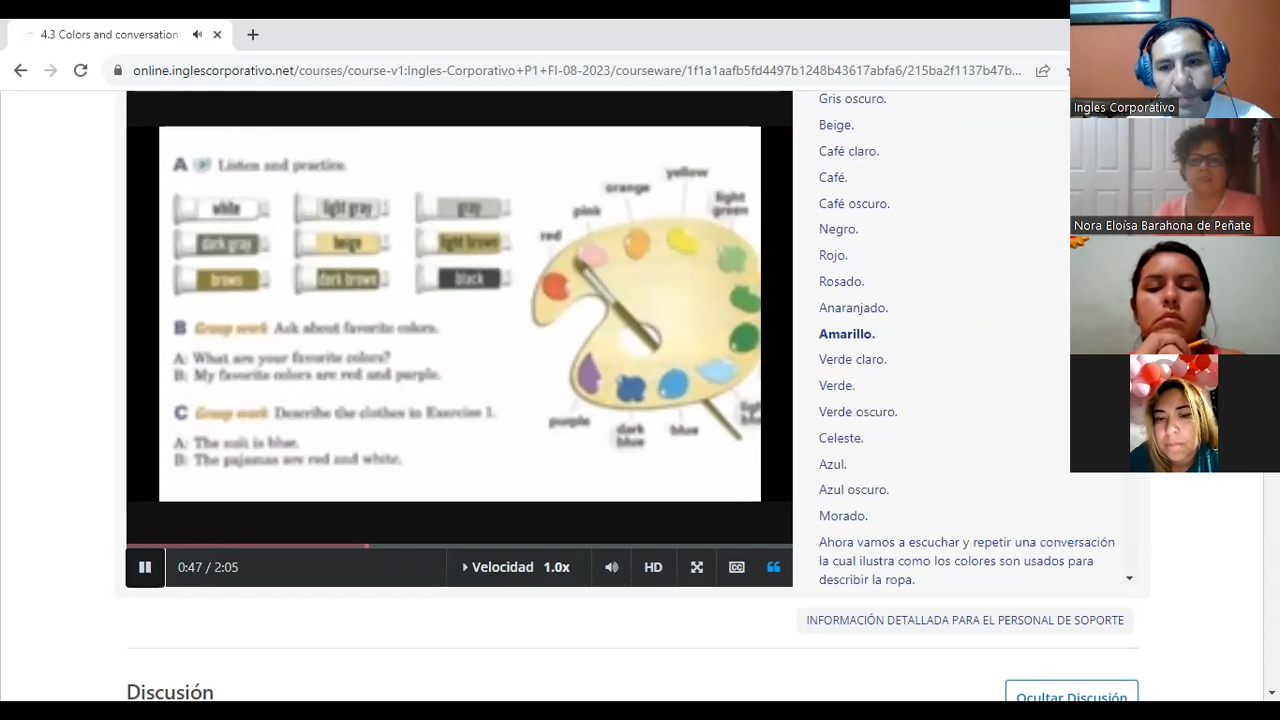 4.3 Colors and conversation
online.inglescorporativo.net/courses/course-v1:Ingles-Corporativo+P1+FI-08-2023/courseware/1f1a1aafb5fd4497b1248b43617abfa6/215ba2f1137b47b...
A Listen and practice.
white light gray gray
dark gray beige light brown
brown dark brown black
red pink orange yellow light green
purple dark blue blue
B Group work Ask about favorite colors.
A: What are your favorite colors?
B: My favorite colors are red and purple.
C Group work Describe the clothes in Exercise 1.
A: The suit is blue.
B: The pajamas are red and white.
0:47 / 2:05
Velocidad 1.0x
HD
CC
Gris oscuro.
Beige.
Café claro.
Café.
Café oscuro.
Negro.
Rojo.
Rosado.
Anaranjado.
Amarillo.
Verde claro.
Verde.
Verde oscuro.
Celeste.
Azul.
Azul oscuro.
Morado.
Ahora vamos a escuchar y repetir una conversación
la cual ilustra como los colores son usados para
describir la ropa.
INFORMACIÓN DETALLADA PARA EL PERSONAL DE SOPORTE
Discusión
Ocultar Discusión
Ingles Corporativo
Nora Eloísa Barahona de Peñate